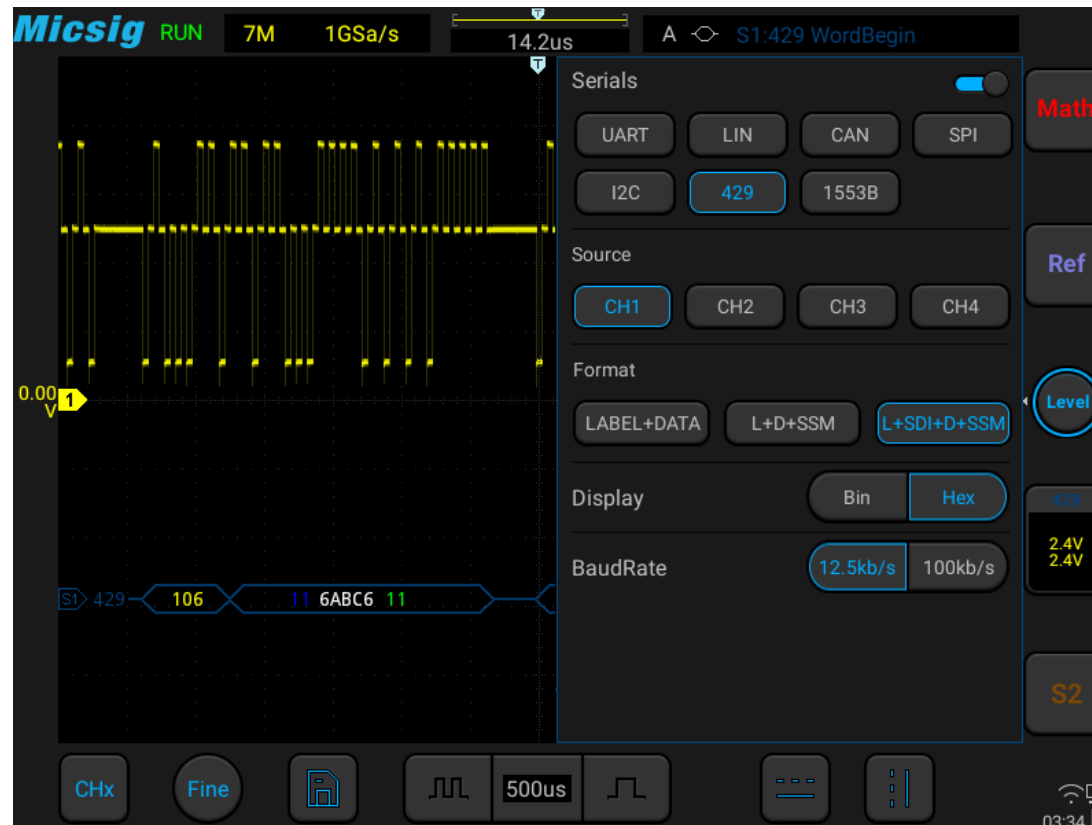 Micsig RUN 7M 1GSa/s 14.2us A S1:429 WordBegin
T
T
Serials
UART LIN CAN SPI
I2C 429 1553B
Source
CH1 CH2 CH3 CH4
Format
LABEL+DATA L+D+SSM L+SDI+D+SSM
Display Bin Hex
BaudRate 12.5kb/s 100kb/s
0.00 1
V
S1 429 106 11 6ABC6 11
Math
Ref
Level
429
2.4V
2.4V
S2
CHx Fine 500us
03:34